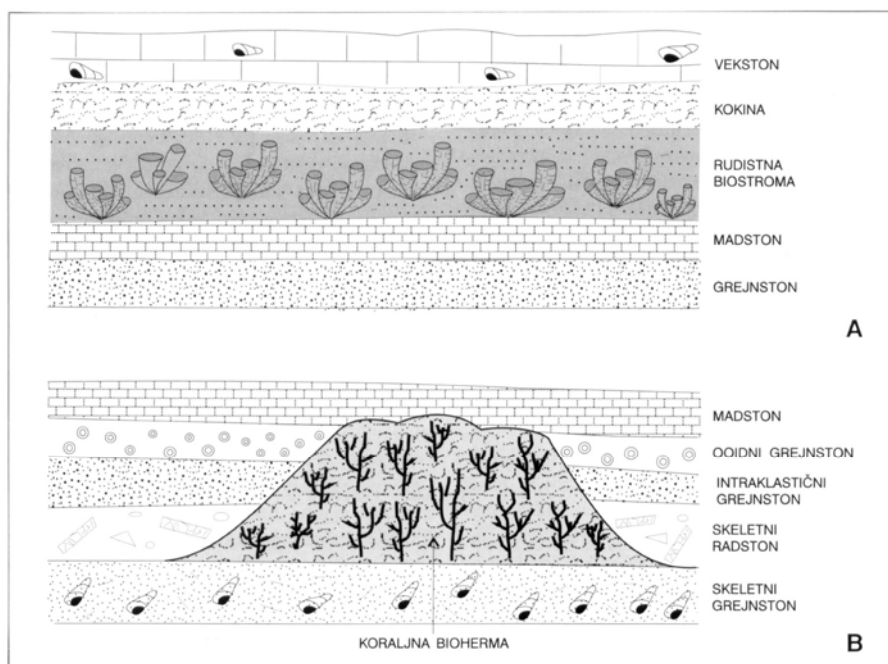 VEKSTON
KOKINA
RUDISTNA
BIOSTROMA
MADSTON
GREJNSTON
A
MADSTON
OOIDNI GREJNSTON
INTRAKLASTIČNI
GREJNSTON
SKELETNI
RADSTON
SKELETNI
GREJNSTON
KORALJNA BIOHERMA
B